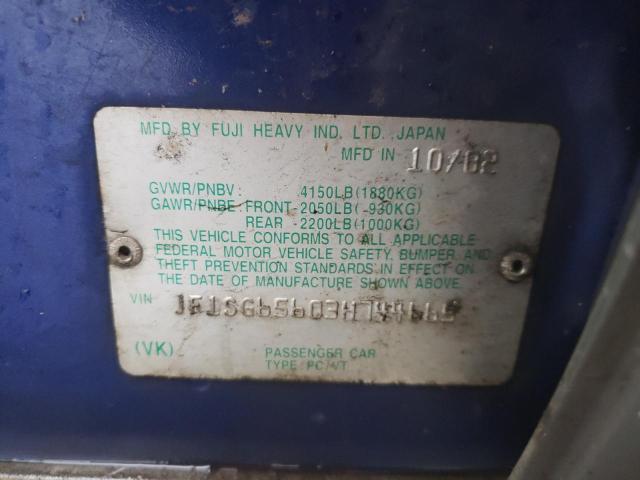 MFD. BY FUJI HEAVY IND. LTD. JAPAN
MFD IN 10/02
GVWR/PNBV : 4150LB(1880KG)
GAWR/PNBE: FRONT-2050LB(-930KG)
REAR -2200LB(1000KG)
THIS VEHICLE CONFORMS TO ALL APPLICABLE
FEDERAL MOTOR VEHICLE SAFETY, BUMPER, AND
THEFT PREVENTION STANDARDS IN EFFECT ON
THE DATE OF MANUFACTURE SHOWN ABOVE.
VIN
(VK) PASSENGER CAR
TYPE PC/VT